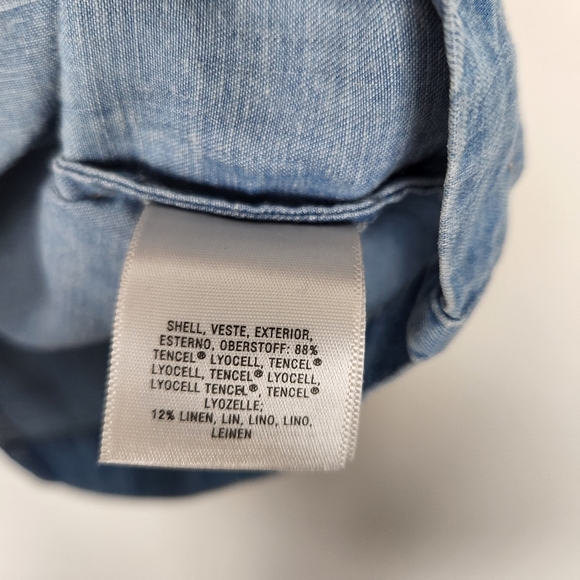 SHELL, VESTE, EXTERIOR,
ESTERNO, OBERSTOFF: 88%
TENCEL® LYOCELL, TENCEL®
LYOCELL, TENCEL® LYOCELL,
LYOCELL TENCEL®, TENCEL®
LYOZELLE;
12% LINEN, LIN, LINO, LINO,
LEINEN